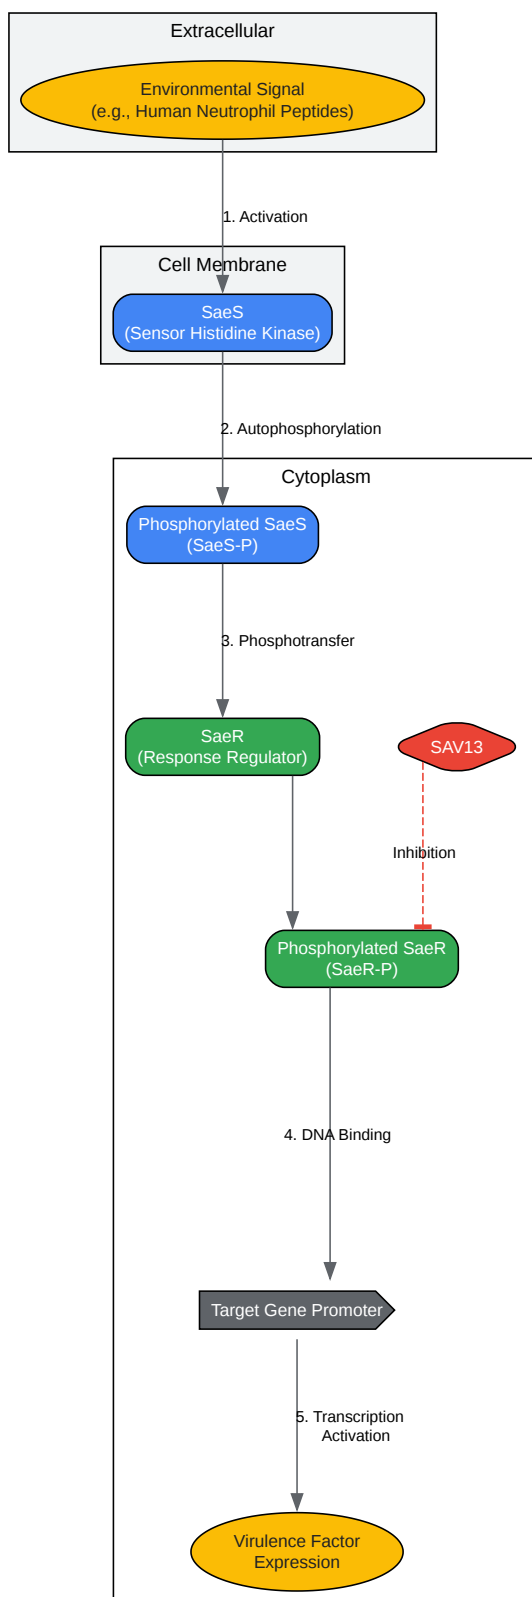 Extracellular
Environmental Signal
(e.g., Human Neutrophil Peptides)
1. Activation
Cell Membrane
SaeS
(Sensor Histidine Kinase)
2. Autophosphorylation
Cytoplasm
Phosphorylated SaeS
(SaeS-P)
3. Phosphotransfer
SaeR
(Response Regulator)
SAV13
Inhibition
Phosphorylated SaeR
(SaeR-P)
4. DNA Binding
Target Gene Promoter
5. Transcription
Activation
Virulence Factor
Expression